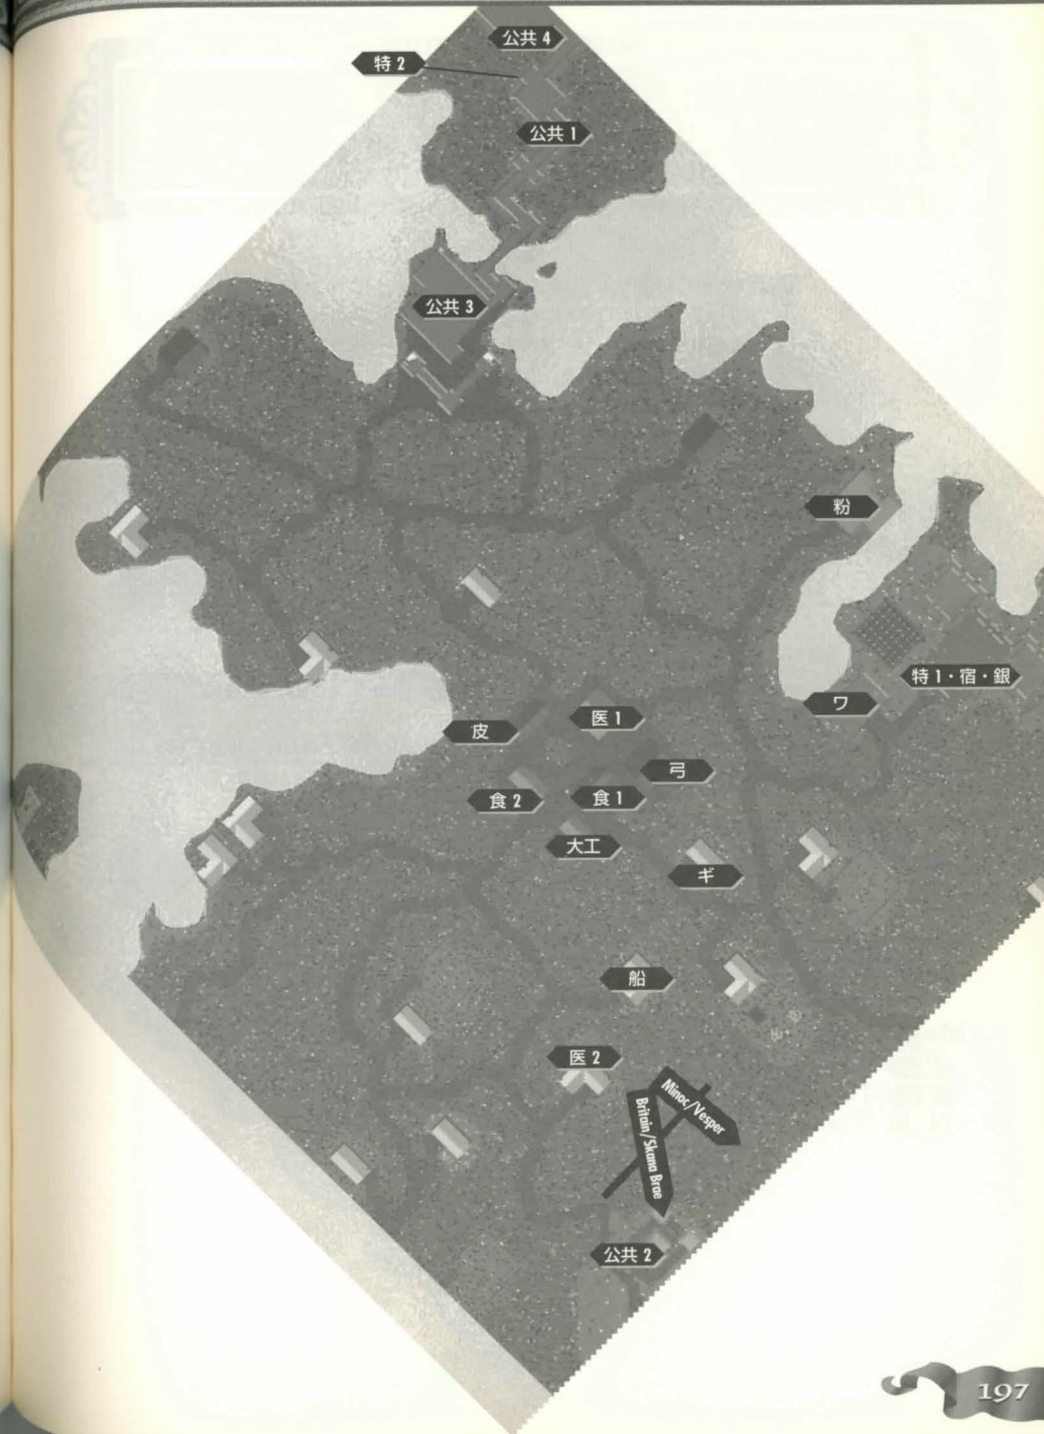 公共 4
特 2
公共 1
公共 3
粉
特 1・宿・銀
ワ
医 1
皮
弓
食 2
食 1
大工
ギ
船
医 2
Minoc/Vesper
Britain/Skana Brae
公共 2
197